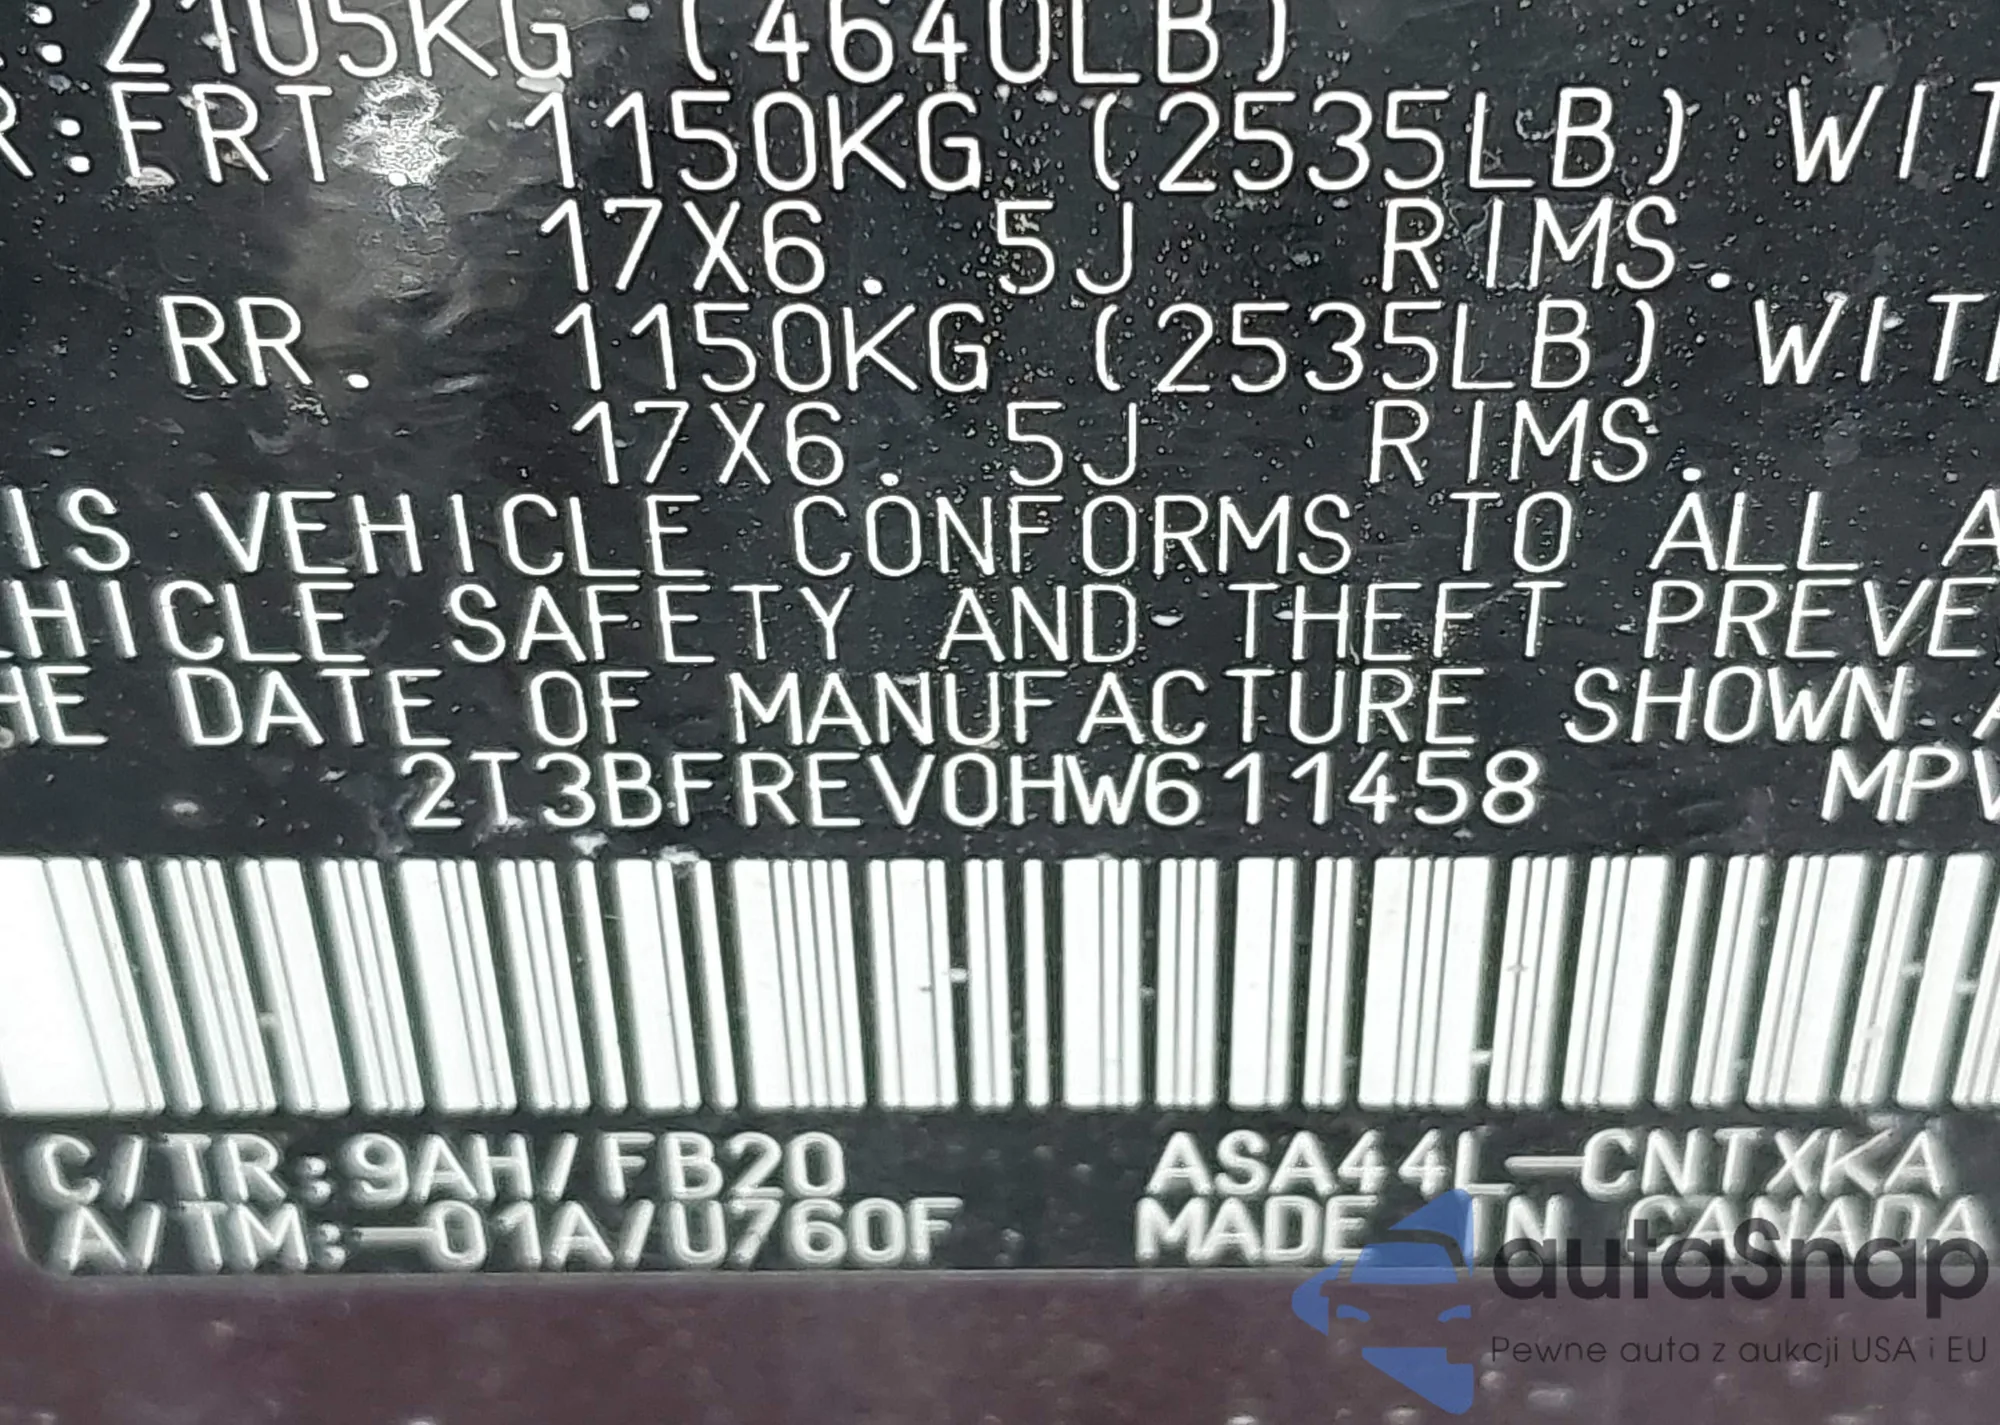 :2105KG (4640LB)
R:FRT. 1150KG (2535LB) WIT
17X6. 5J RIMS.
RR. 1150KG (2535LB) WIT
17X6. 5J RIMS.
IS VEHICLE CONFORMS TO ALL A
HICLE SAFETY AND THEFT PREVE
HE DATE OF MANUFACTURE SHOWN A
2T3BFREV0HW611458 MPV
C/TR:9AH/FB20 ASA44L-CNTXKA
A/TM:-01A/U760F MADE IN CANADA
autaSnap
Pewne auta z aukcji USA i EU